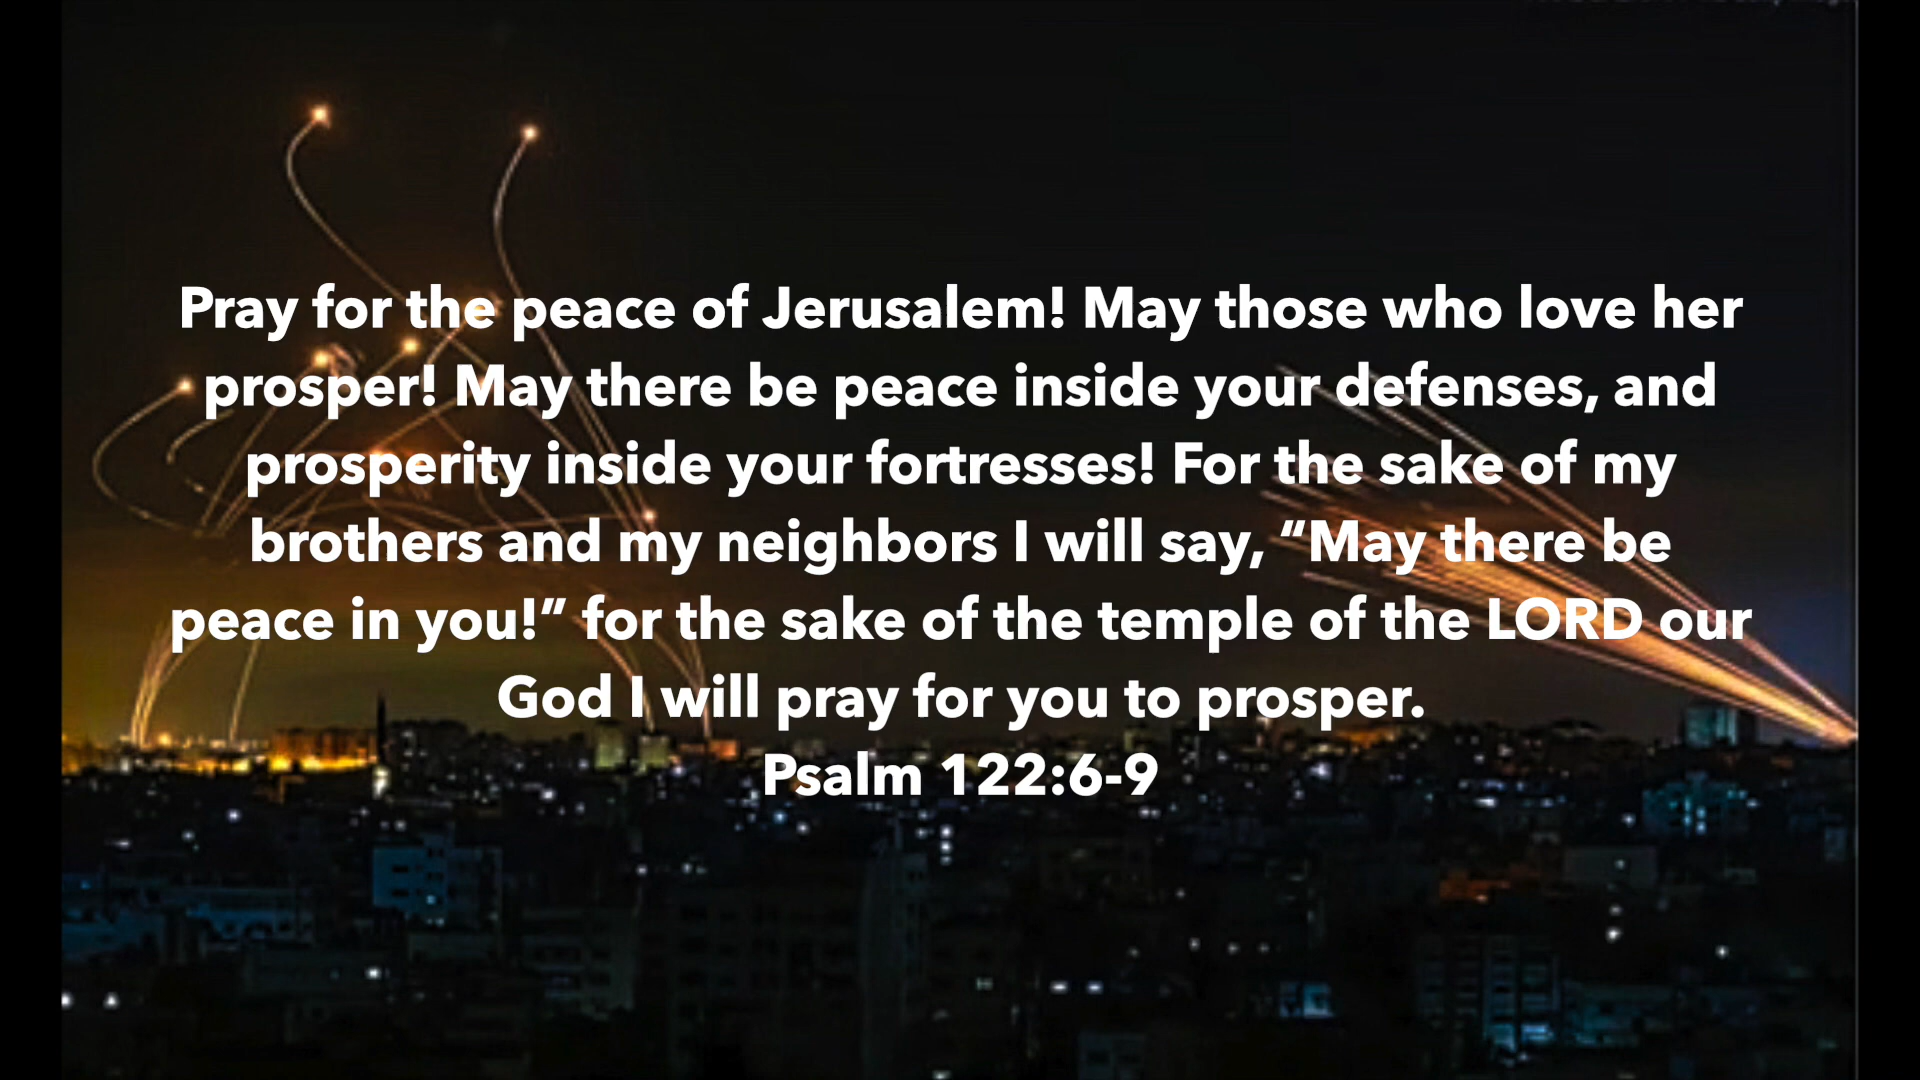 Pray for the peace of Jerusalem! May those who love her
prosper! May there be peace inside your defenses, and
prosperity inside your fortresses! For the sake of my
brothers and my neighbors I will say, “May there be
peace in you!” for the sake of the temple of the LORD our
God I will pray for you to prosper.
Psalm 122:6-9